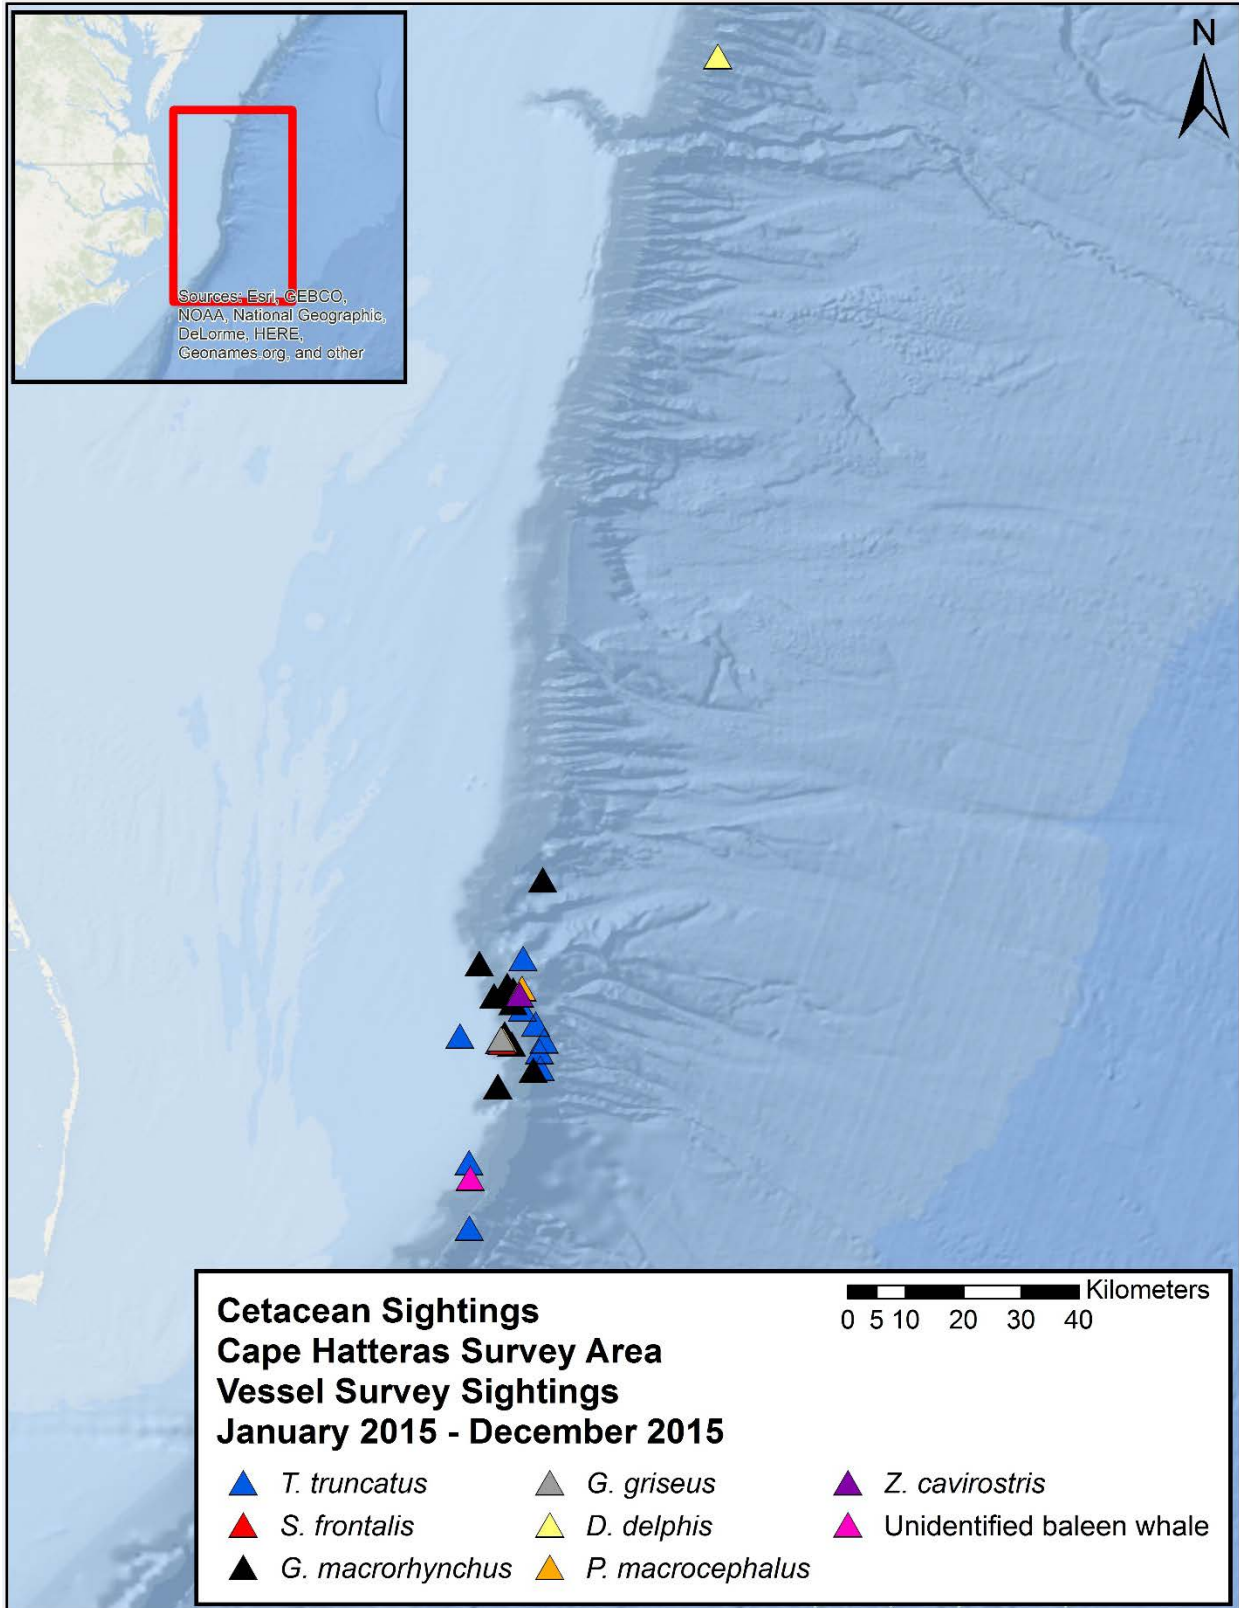 N
Sources: Esri, GEBCO,
NOAA, National Geographic,
DeLorme, HERE,
Geonames.org, and other
Cetacean Sightings
Cape Hatteras Survey Area
Vessel Survey Sightings
January 2015 - December 2015
Kilometers
0 5 10 20 30 40
T. truncatus
S. frontalis
G. macrorhynchus
G. griseus
D. delphis
P. macrocephalus
Z. cavirostris
Unidentified baleen whale